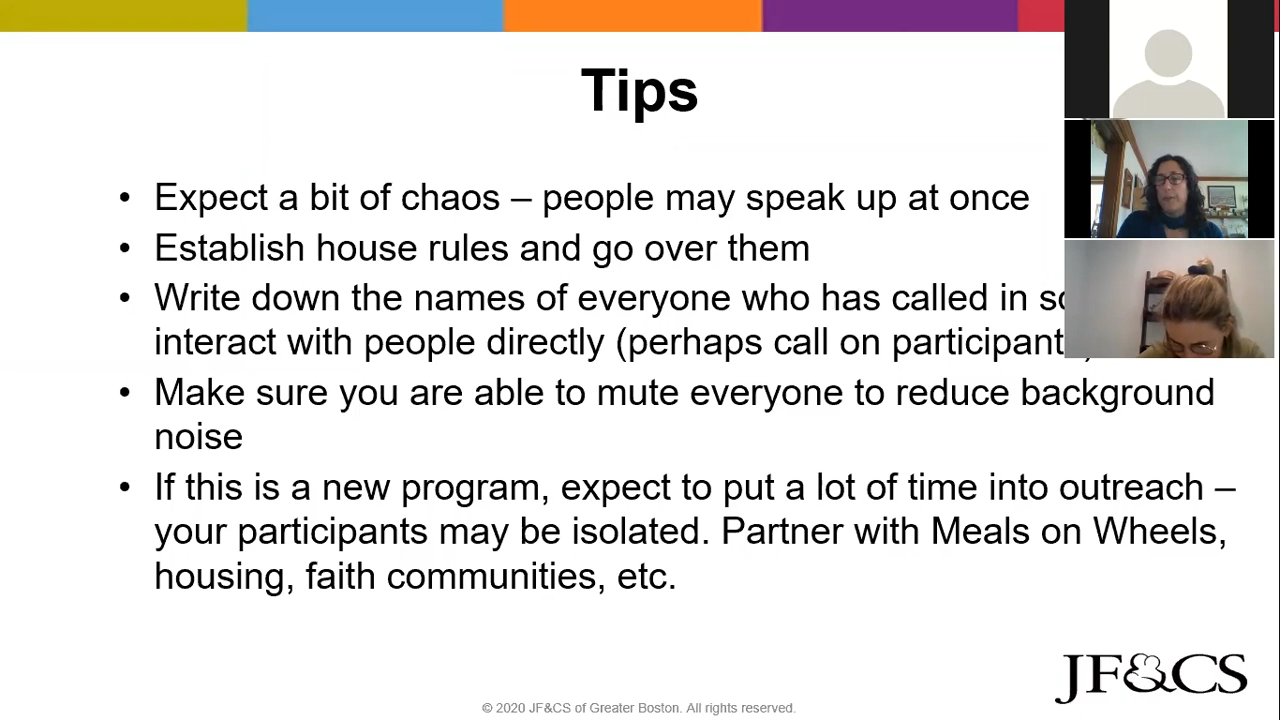 Tips
• Expect a bit of chaos – people may speak up at once
• Establish house rules and go over them
• Write down the names of everyone who has called in
interact with people directly (perhaps call on
• Make sure you are able to mute everyone to reduce background
noise
• If this is a new program, expect to put a lot of time into outreach –
your participants may be isolated. Partner with Meals on Wheels,
housing, faith communities, etc.
JF&CS
© 2020 JF&CS of Greater Boston. All rights reserved.